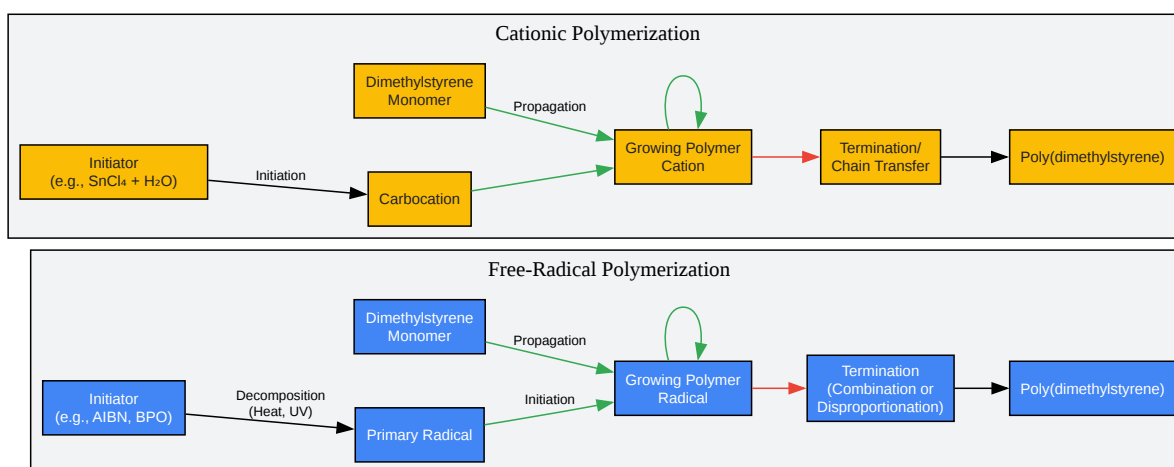 Cationic Polymerization
Dimethylstyrene
Monomer
Propagation
Initiator
(e.g., SnCl₄ + H₂O)
Initiation
Carbocation
Growing Polymer
Cation
Termination/
Chain Transfer
Poly(dimethylstyrene)
Free-Radical Polymerization
Dimethylstyrene
Monomer
Propagation
Initiator
(e.g., AIBN, BPO)
Decomposition
(Heat, UV)
Primary Radical
Initiation
Growing Polymer
Radical
Termination
(Combination or
Disproportionation)
Poly(dimethylstyrene)